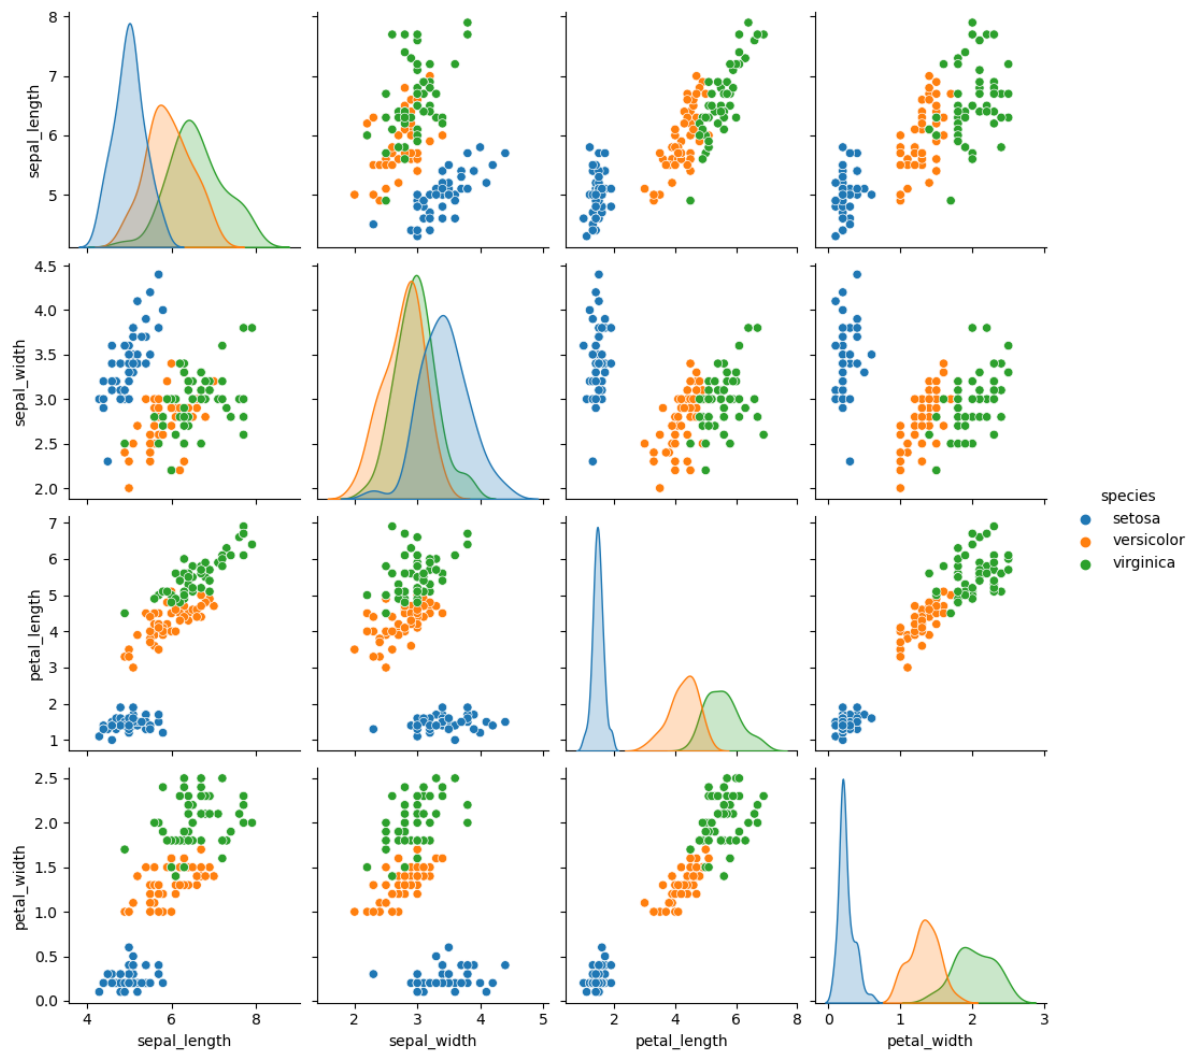 8
7
6
5
sepal_length
4.5
4.0
3.5
3.0
2.5
2.0
sepal_width
species
setosa
versicolor
virginica
7
6
5
4
3
2
1
petal_length
2.5
2.0
1.5
1.0
0.5
0.0
petal_width
4 6 8 2 3 4 5 2 4 6 8 0 1 2 3
sepal_length sepal_width petal_length petal_width